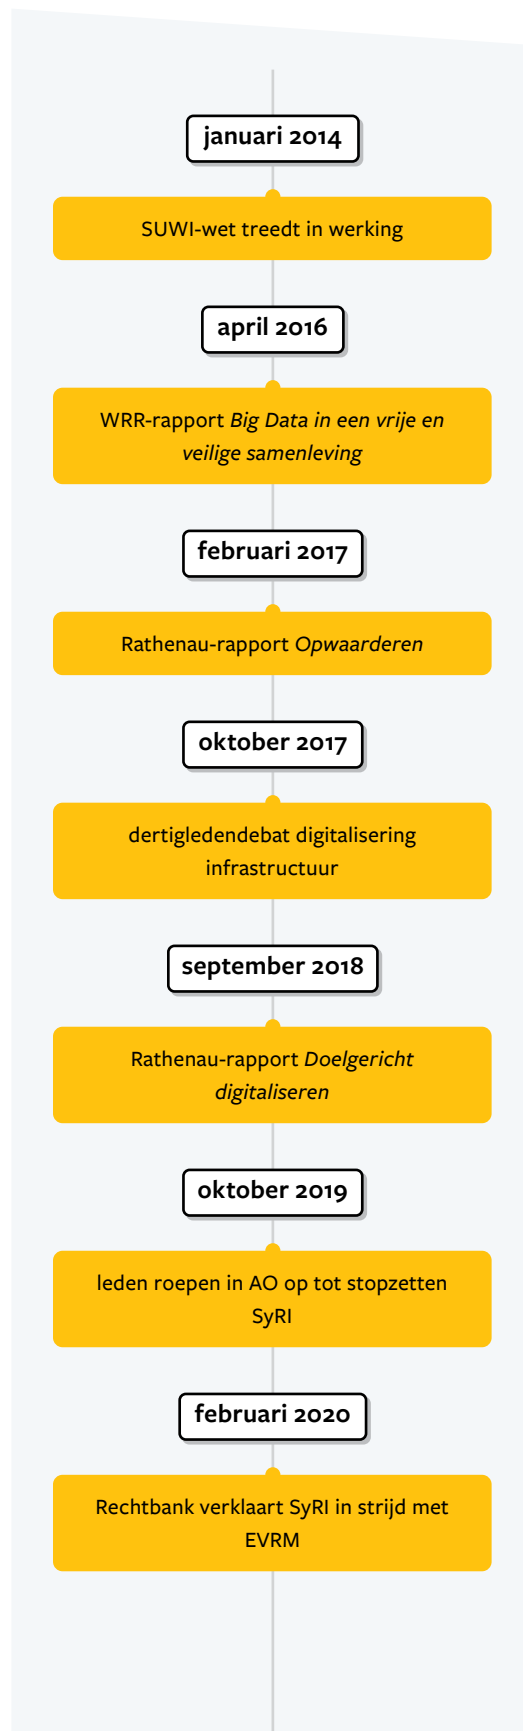 januari 2014
SUWI-wet treedt in werking
april 2016
WRR-rapport Big Data in een vrije en
veilige samenleving
februari 2017
Rathenau-rapport Opwaarderen
oktober 2017
dertigledendebat digitalisering
infrastructuur
september 2018
Rathenau-rapport Doelgericht
digitaliseren
oktober 2019
leden roepen in AO op tot stopzetten
SyRI
februari 2020
Rechtbank verklaart SyRI in strijd met
EVRM